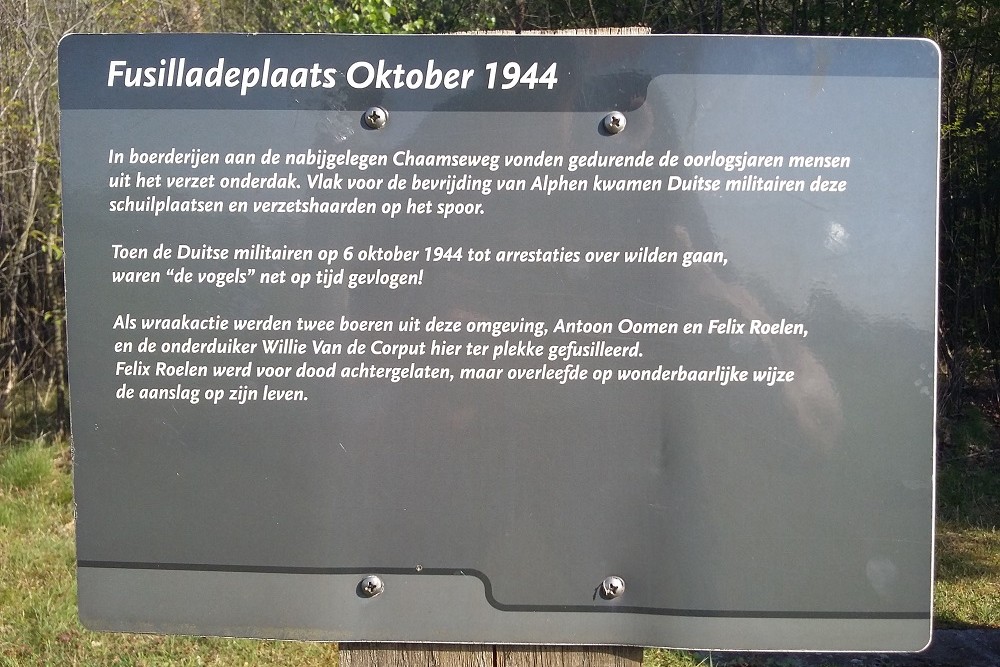 Fusilladeplaats Oktober 1944
In boerderijen aan de nabijgelegen Chaamseweg vonden gedurende de oorlogsjaren mensen
uit het verzet onderdak. Vlak voor de bevrijding van Alphen kwamen Duitse militairen deze
schuilplaatsen en verzetshaarden op het spoor.
Toen de Duitse militairen op 6 oktober 1944 tot arrestaties over wilden gaan,
waren “de vogels” net op tijd gevlogen!
Als wraakactie werden twee boeren uit deze omgeving, Antoon Oomen en Felix Roelen,
en de onderduiker Willie Van de Corput hier ter plekke gefusilleerd.
Felix Roelen werd voor dood achtergelaten, maar overleefde op wonderbaarlijke wijze
de aanslag op zijn leven.